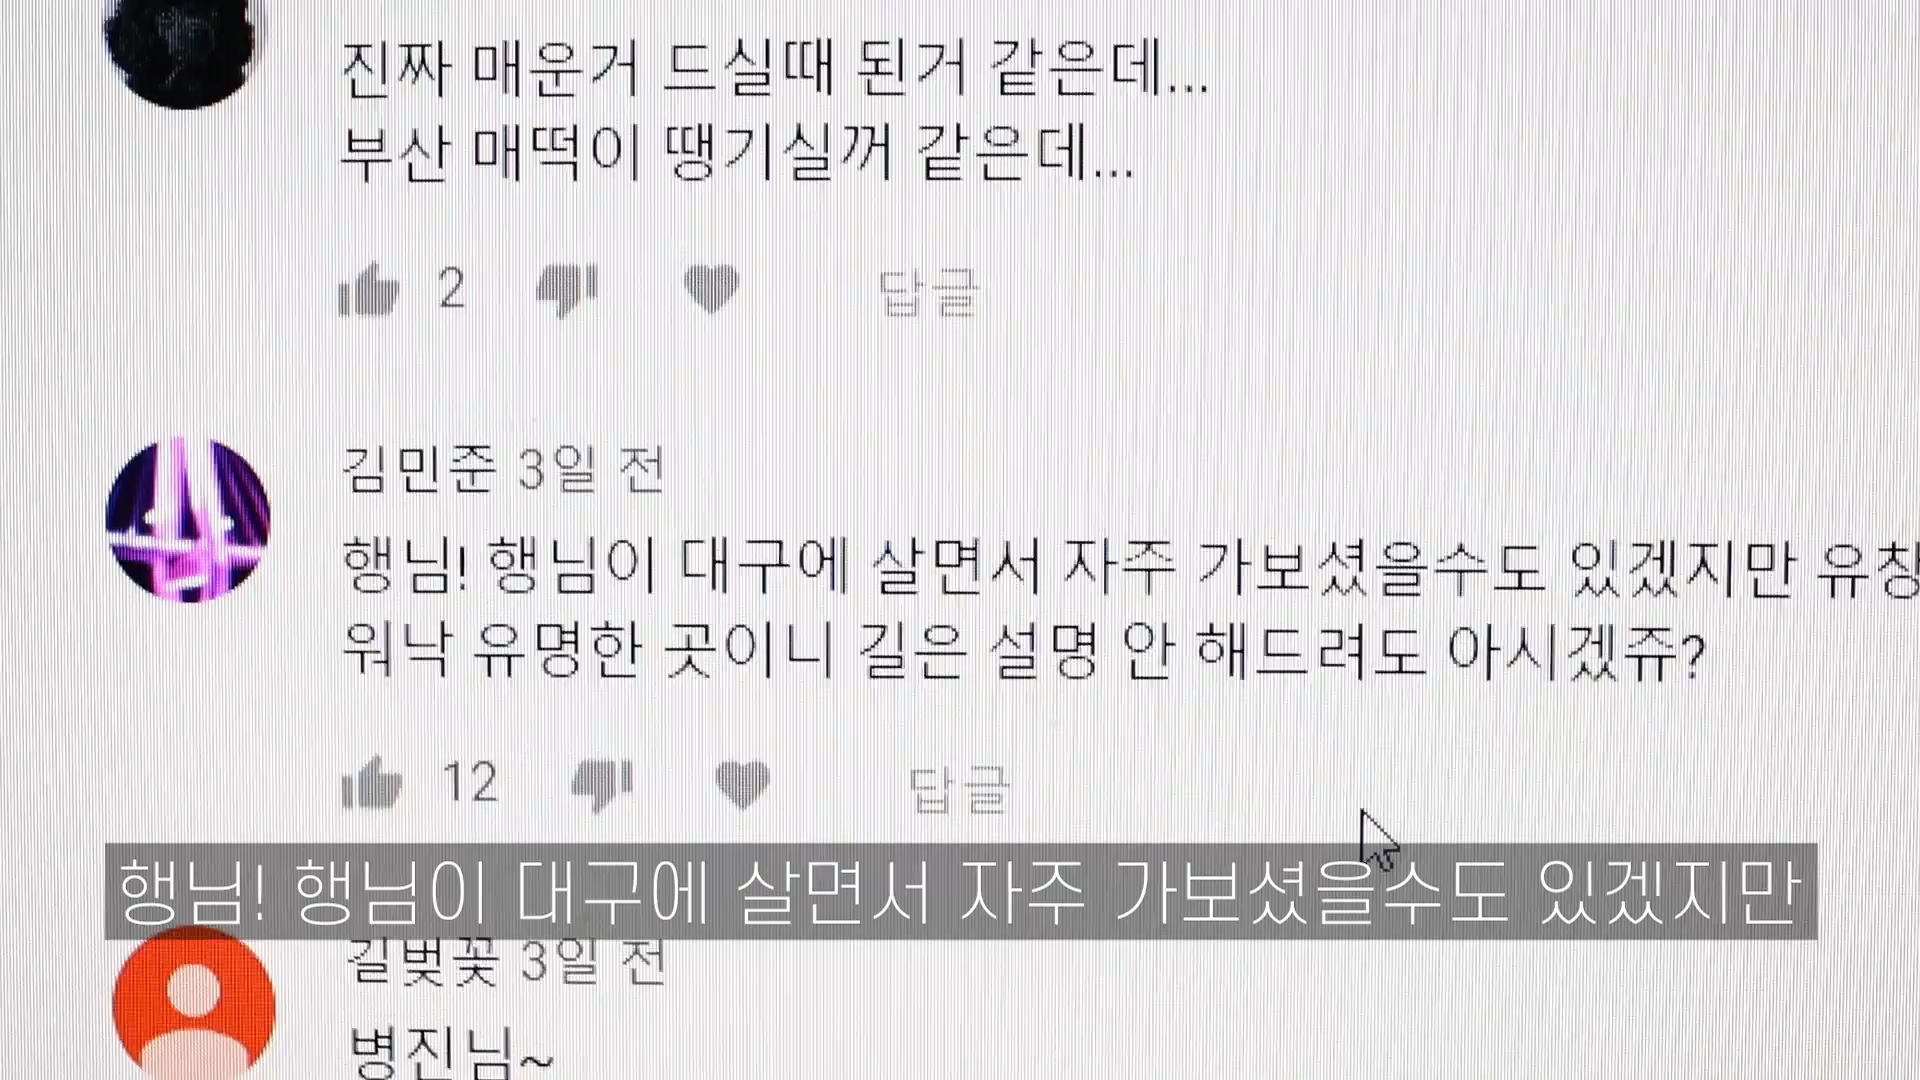 진짜 매운거 드실때 된거 같은데...
부산 매떡이 땡기실꺼 같은데...
2
답글
김민준 3일 전
행님! 행님이 대구에 살면서 자주 가보셨을수도 있겠지만 유창
워낙 유명한 곳이니 길은 설명 안 해드려도 아시겠쥬?
12
답글
행님! 행님이 대구에 살면서 자주 가보셨을수도 있겠지만
길벚꽃 3일 전
병진님~